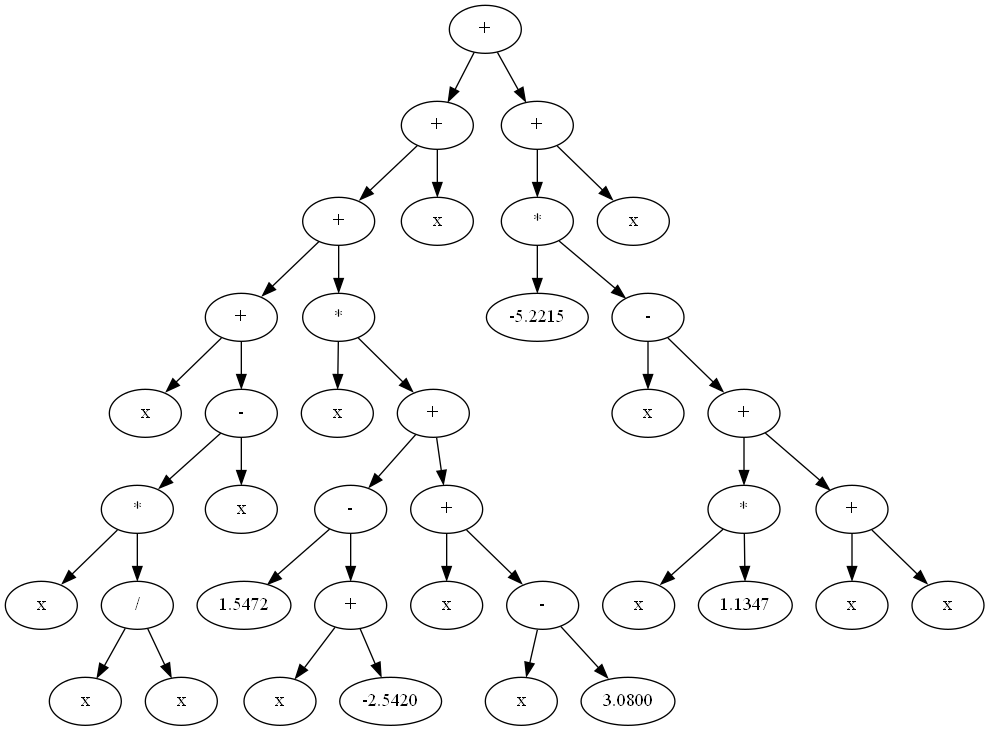 +
+ +
+ x * x
+ * -5.2215 -
x - x + x +
* x - + * +
x / 1.5472 + x - x 1.1347 x x
x x x -2.5420 x 3.0800